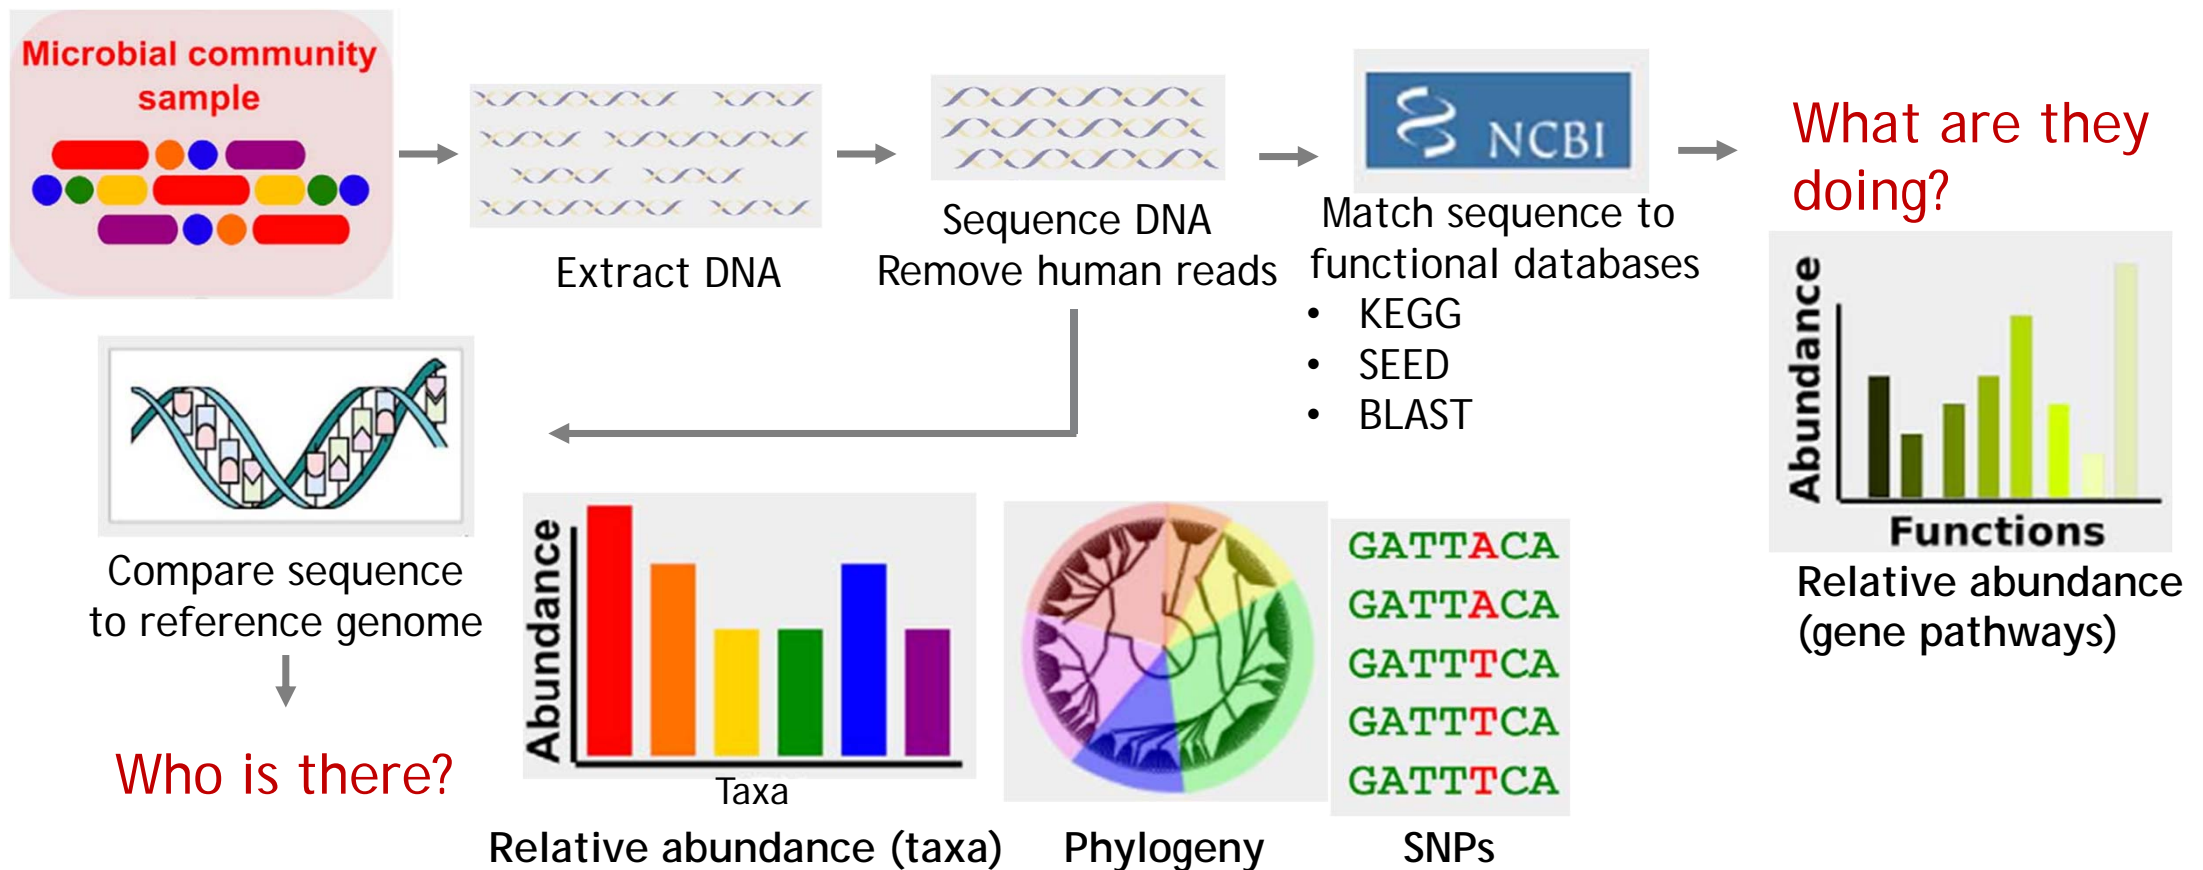 Microbial community
sample
Extract DNA
Sequence DNA
Remove human reads
NCBI
Match sequence to
functional databases
• KEGG
• SEED
• BLAST
What are they
doing?
Abundance
Functions
Relative abundance
(gene pathways)
Compare sequence
to reference genome
Who is there?
Abundance
Taxa
Relative abundance (taxa)
Phylogeny
GATTACA
GATTACA
GATTTCA
GATTTCA
GATTTCA
SNPs